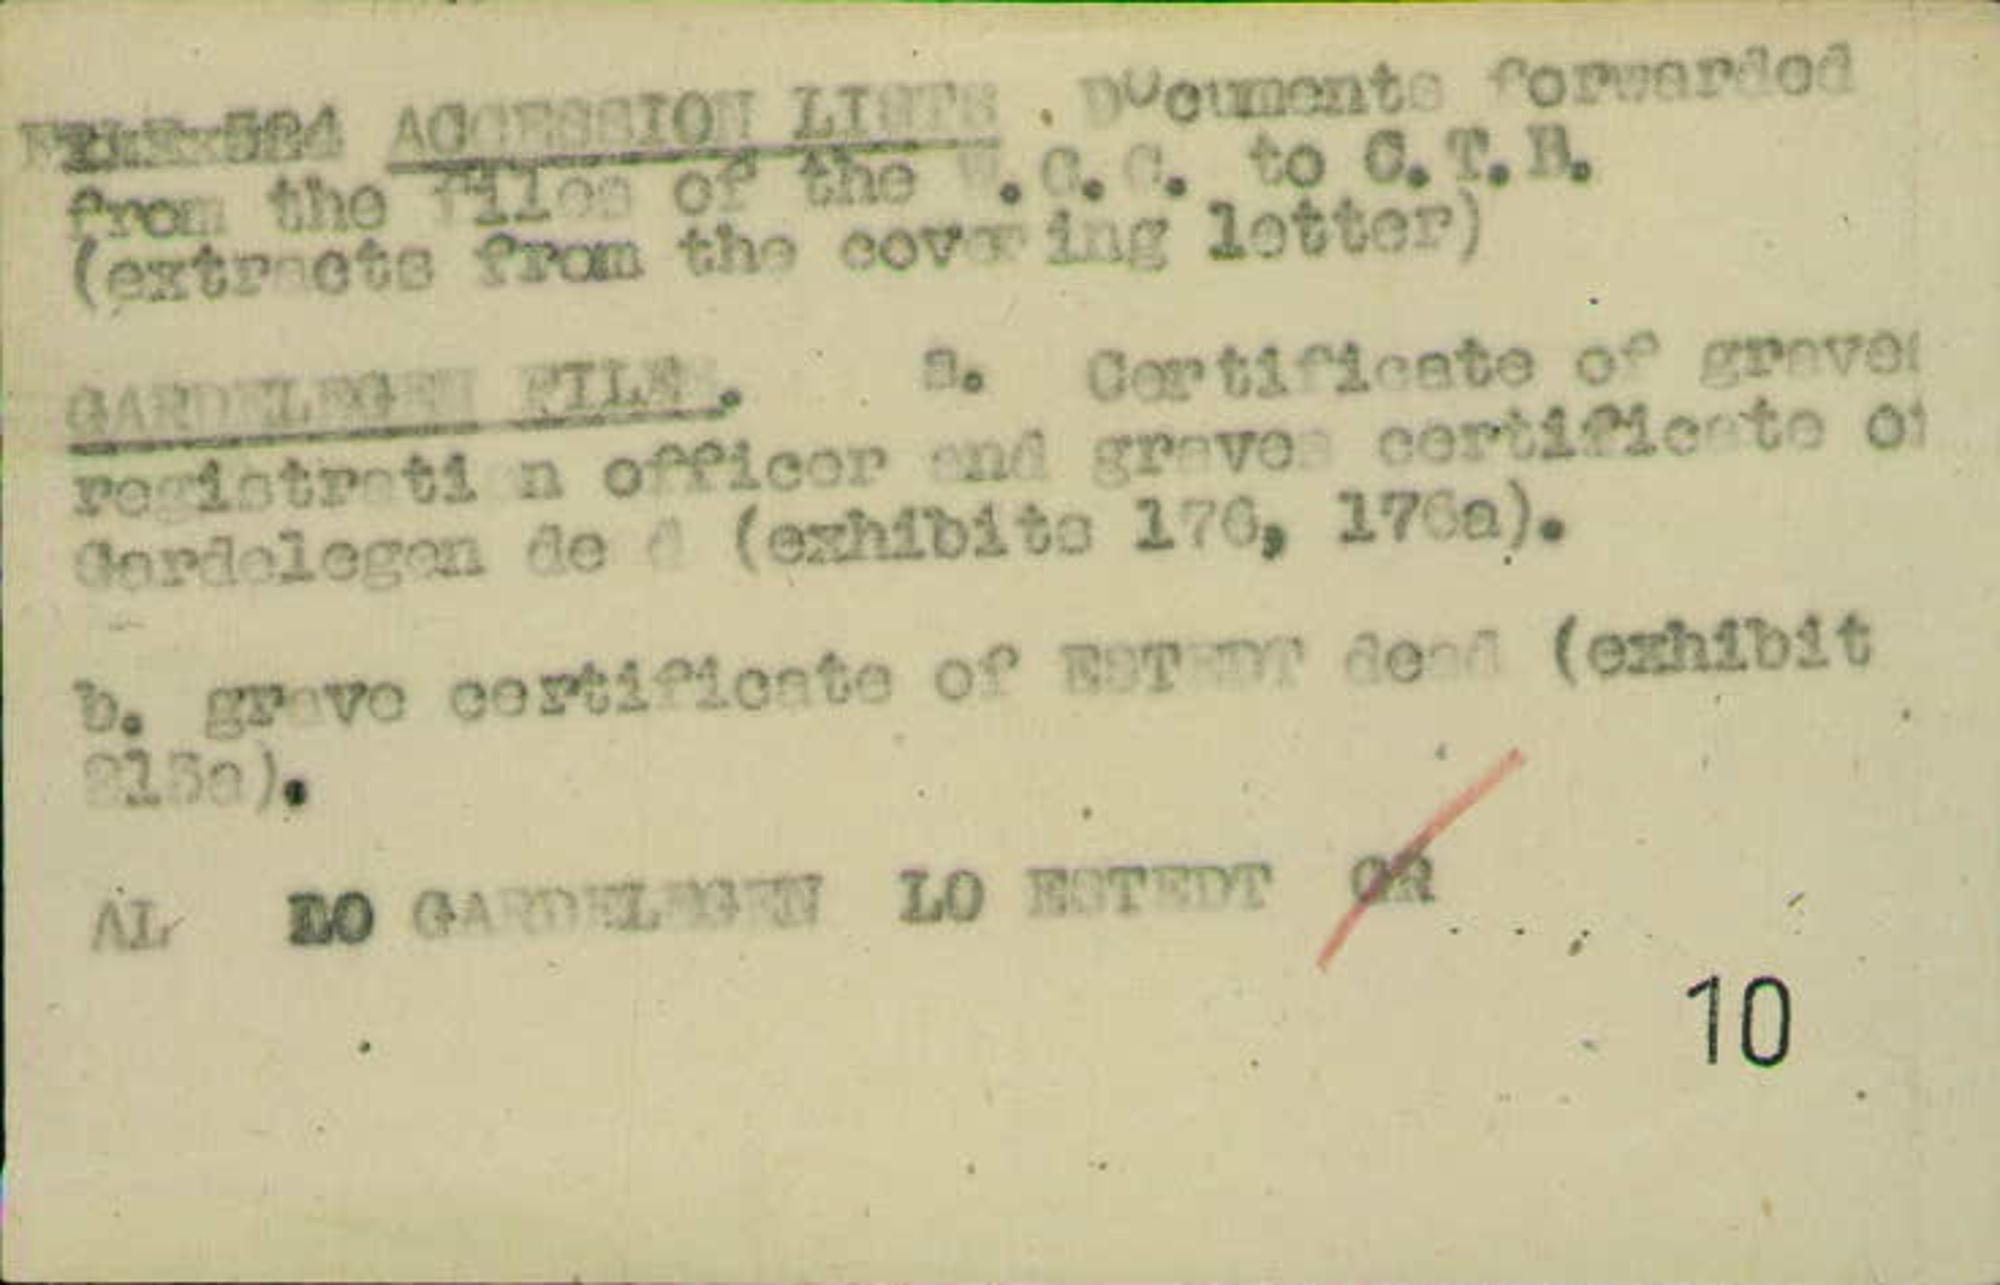 ACCESSION LISTS . Documents forwarded
from the files of the W.C.C. to C.T.B.
(extracts from the covering letter)
GARDELEGEN FILE. a. Certificate of graves
registration officer and graves certificate of
Gardelegen dead (exhibits 176, 176a).
b. grave certificate of ESTEDT dead (exhibit
215a).
AL LO GARDELEGEN LO ESTEDT OR
10